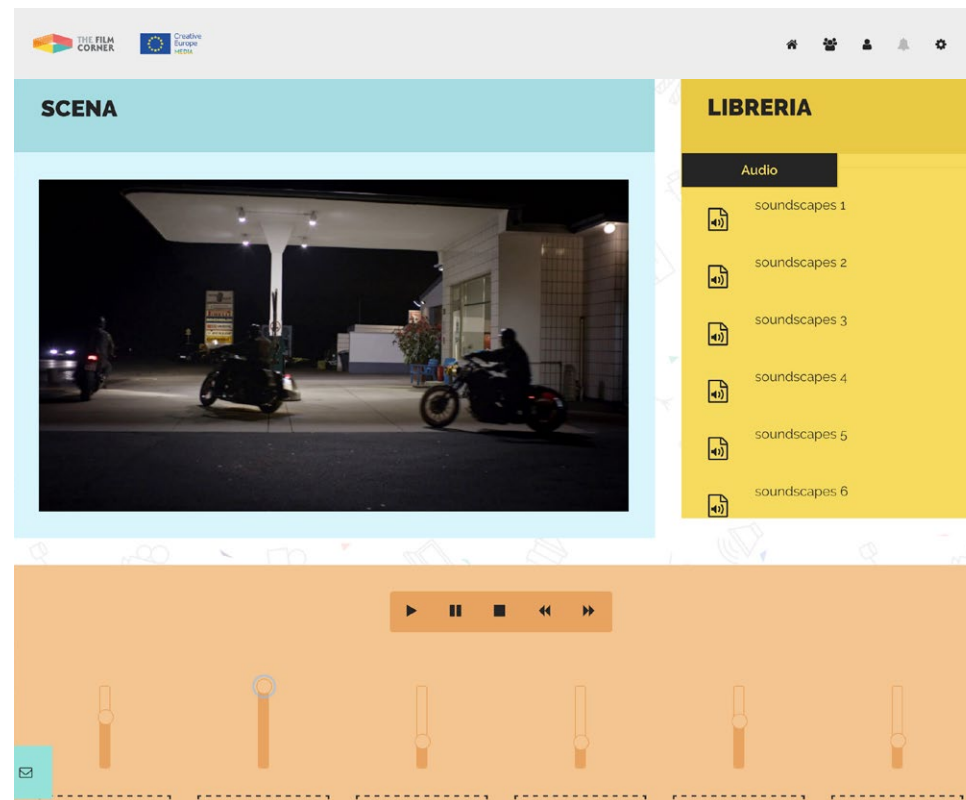 THE FILM
CORNER
Creative
Europe
MEDIA
SCENA
LIBRERIA
Audio
soundscapes 1
soundscapes 2
soundscapes 3
soundscapes 4
soundscapes 5
soundscapes 6